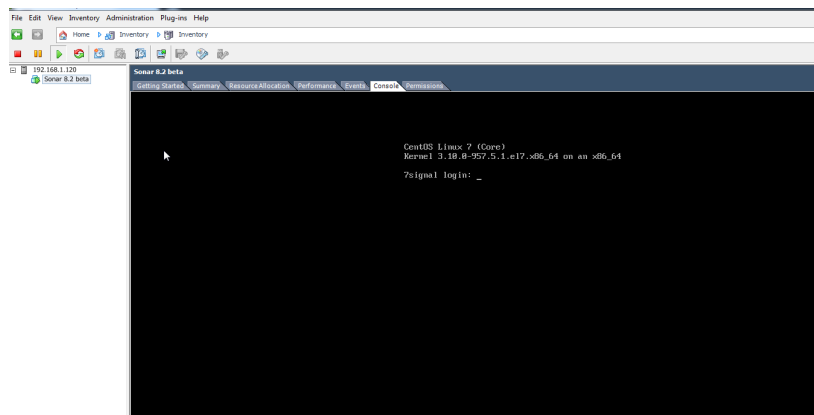 File Edit View Inventory Administration Plug-ins Help
Home Inventory Inventory
192.168.1.120
Sonar 8.2 beta
Sonar 8.2 beta
Getting Started Summary Resource Allocation Performance Events Console Permissions
CentOS Linux 7 (Core)
Kernel 3.10.0-957.5.1.el7.x86_64 on an x86_64
7signal login: _